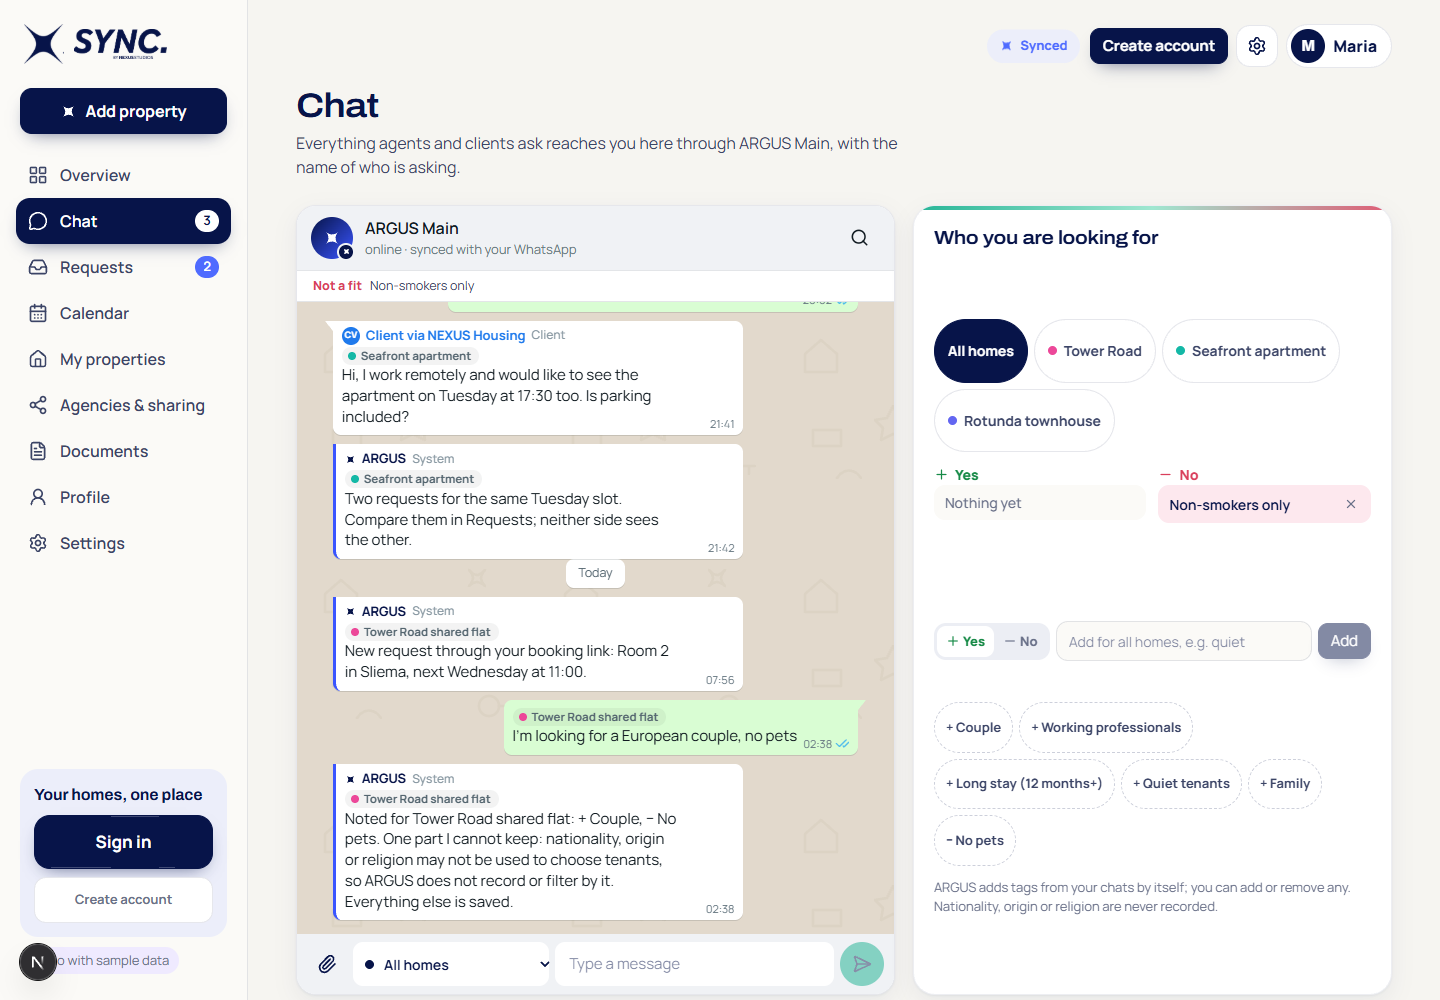 SYNC.
BY NEXUS STUDIOS
Add property
Overview
Chat
3
Requests
2
Calendar
My properties
Agencies & sharing
Documents
Profile
Settings
Your homes, one place
Sign in
Create account
N
o with sample data
Synced
Create account
M
Maria
Chat
Everything agents and clients ask reaches you here through ARGUS Main, with the
name of who is asking.
ARGUS Main
online · synced with your WhatsApp
Not a fit Non-smokers only
CV Client via NEXUS Housing Client
Seafront apartment
Hi, I work remotely and would like to see the
apartment on Tuesday at 17:30 too. Is parking
included?
21:41
ARGUS System
Seafront apartment
Two requests for the same Tuesday slot.
Compare them in Requests; neither side sees
the other.
21:42
Today
ARGUS System
Tower Road shared flat
New request through your booking link: Room 2
in Sliema, next Wednesday at 11:00.
07:56
Tower Road shared flat
I'm looking for a European couple, no pets
02:38
ARGUS System
Tower Road shared flat
Noted for Tower Road shared flat: + Couple, − No
pets. One part I cannot keep: nationality, origin
or religion may not be used to choose tenants,
so ARGUS does not record or filter by it.
Everything else is saved.
02:38
All homes
Type a message
Who you are looking for
All homes
Tower Road
Seafront apartment
Rotunda townhouse
+ Yes
− No
Nothing yet
Non-smokers only ×
+ Yes
− No
Add for all homes, e.g. quiet
Add
+ Couple
+ Working professionals
+ Long stay (12 months+)
+ Quiet tenants
+ Family
− No pets
ARGUS adds tags from your chats by itself; you can add or remove any.
Nationality, origin or religion are never recorded.